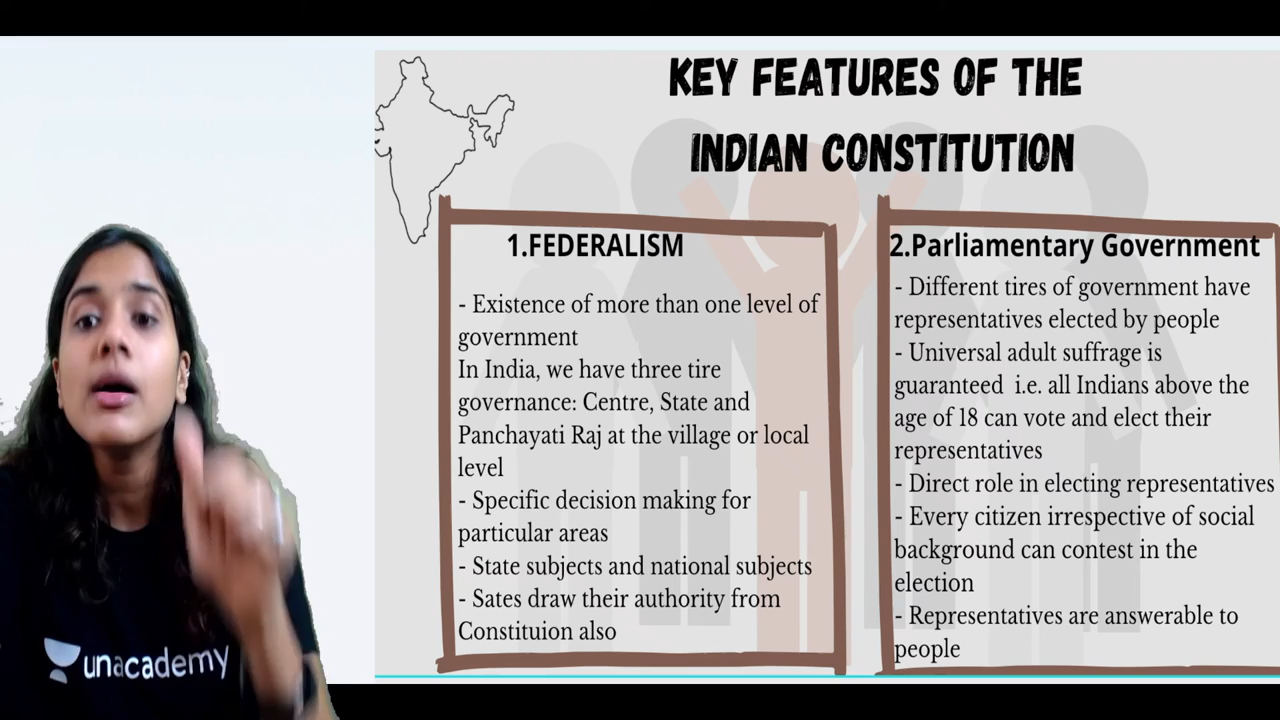 KEY FEATURES OF THE
INDIAN CONSTITUTION
1.FEDERALISM
- Existence of more than one level of
government
In India, we have three tire
governance: Centre, State and
Panchayati Raj at the village or local
level
- Specific decision making for
particular areas
- State subjects and national subjects
- Sates draw their authority from
Constituion also
2.Parliamentary Government
- Different tires of government have
representatives elected by people
- Universal adult suffrage is
guaranteed i.e. all Indians above the
age of 18 can vote and elect their
representatives
- Direct role in electing representatives
- Every citizen irrespective of social
background can contest in the
election
- Representatives are answerable to
people
unacademy